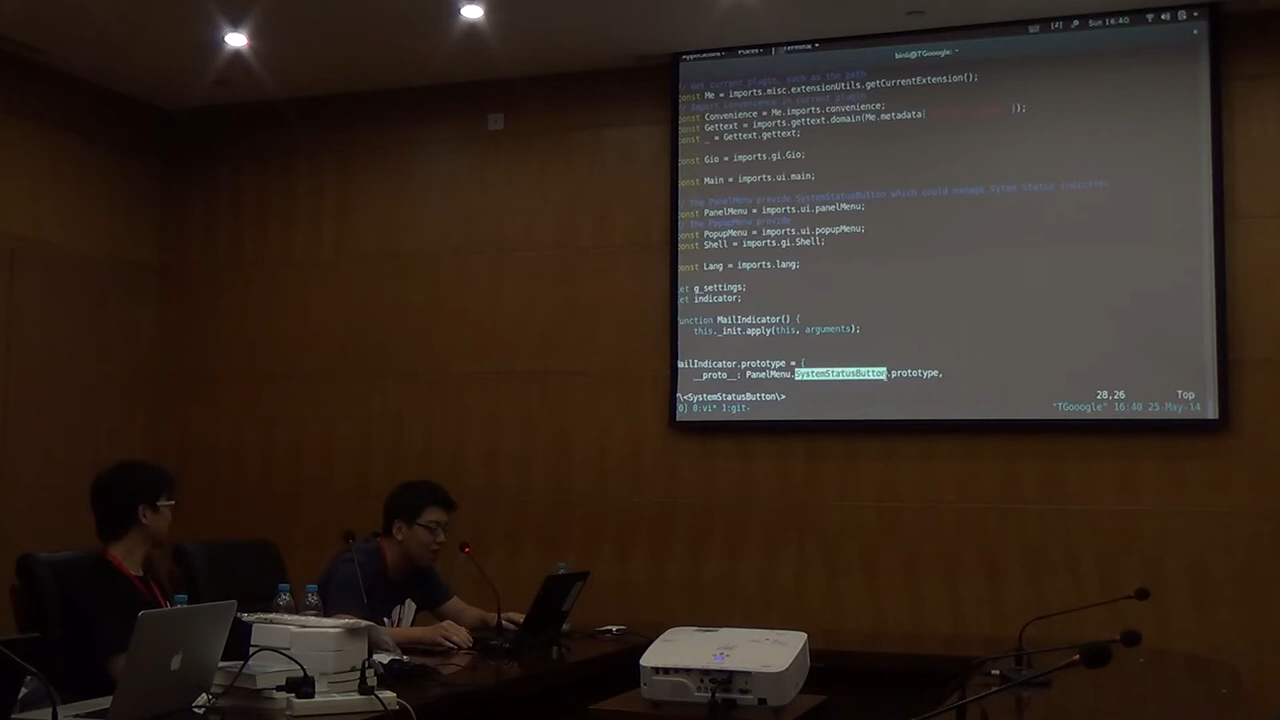 Applications Places Terminal Sun 16:40
binli@TGooogle: ~
// Get current plugin, such as the path
const Me = imports.misc.extensionUtils.getCurrentExtension();
// Import convenience in current plugin
const Convenience = Me.imports.convenience;
const Gettext = imports.gettext.domain(Me.metadata[ ]);
const _ = Gettext.gettext;
const Gio = imports.gi.Gio;
const Main = imports.ui.main;
// The PanelMenu provide SystemStatusButton which could manage Sytem Status indicator
const PanelMenu = imports.ui.panelMenu;
// The PopupMenu provide
const PopupMenu = imports.ui.popupMenu;
const Shell = imports.gi.Shell;
const Lang = imports.lang;
let g_settings;
let indicator;
function MailIndicator() {
this._init.apply(this, arguments);
MailIndicator.prototype = {
__proto__: PanelMenu.SystemStatusButton.prototype,
\<SystemStatusButton\> 28,26 Top
0] 0:vi* 1:git- "TGooogle" 16:40 25-May-14